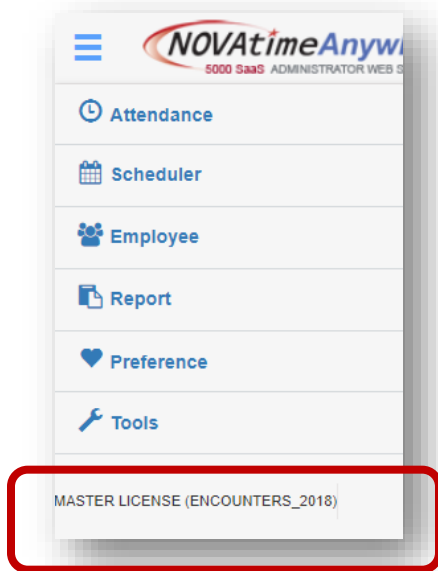 NOVAtimeAnyw
5000 SaaS ADMINISTRATOR WEB S
Attendance
Scheduler
Employee
Report
Preference
Tools
MASTER LICENSE (ENCOUNTERS_2018)